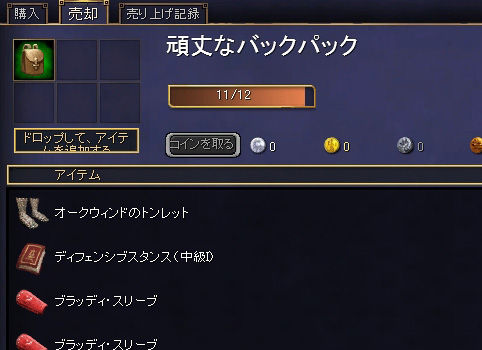 購入
売却
売り上げ記録
頑丈なバックパック
11/12
ドロップして、アイテ
ムを追加する
コインを取る
0
0
0
アイテム
オークウィンドのトンレット
ディフェンシブスタンス(中級I)
ブラッディ・スリーブ
ブラッディ・スリーブ